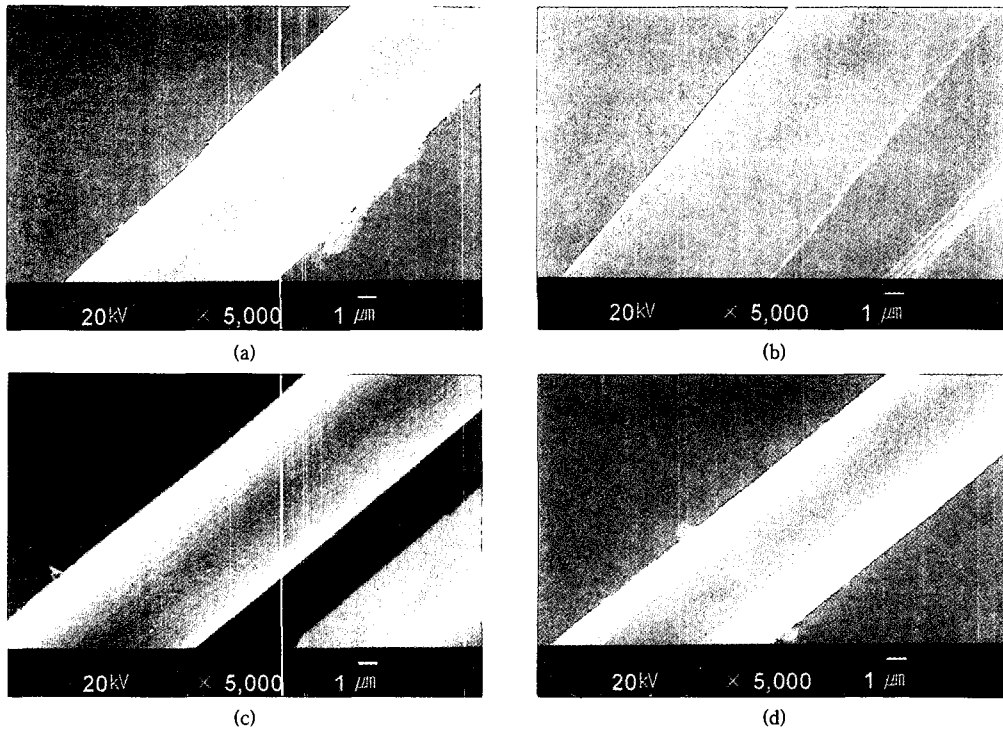 20kV × 5,000 1 μm
20kV × 5,000 1 μm
(a) (b)
20kV × 5,000 1 μm
20kV × 5,000 1 μm
(c) (d)